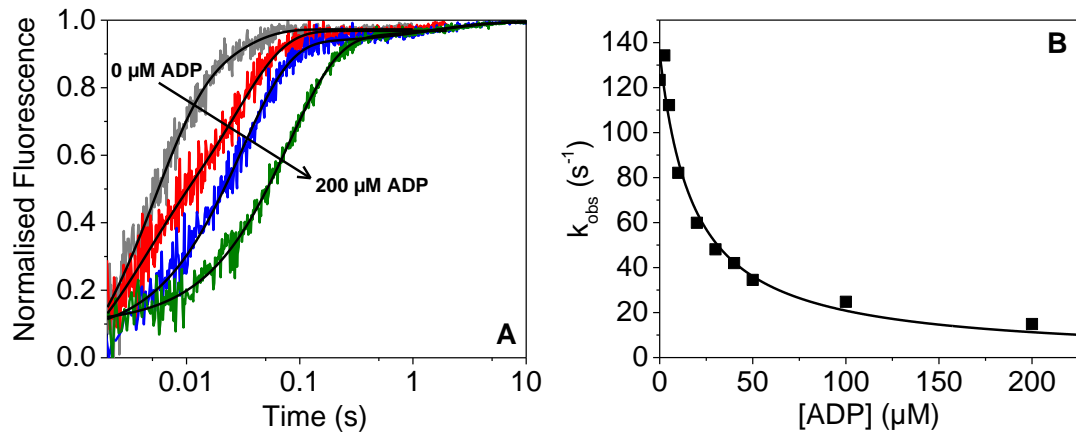 Normalised Fluorescence
1.0
0.8
0.6
0.4
0.2
0.0
0 µM ADP
200 µM ADP
A
0.01
0.1
1
10
Time (s)
B
kobs (s-1)
140
120
100
80
60
40
20
0
0
50
100
150
200
[ADP] (µM)